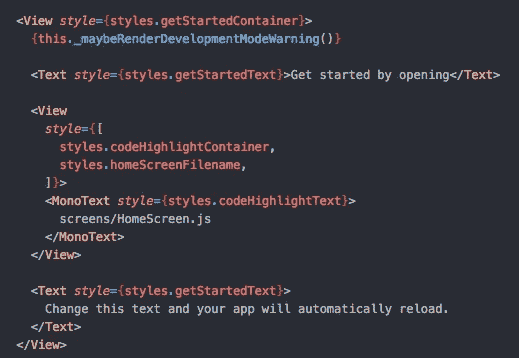 <View style={styles.getStartedContainer}>
  {this._maybeRenderDevelopmentModeWarning()}

  <Text style={styles.getStartedText}>Get started by opening</Text>

  <View
    style={[
      styles.codeHighlightContainer,
      styles.homeScreenFilename,
    ]}>
    <MonoText style={styles.codeHighlightText}>
      screens/HomeScreen.js
    </MonoText>
  </View>

  <Text style={styles.getStartedText}>
    Change this text and your app will automatically reload.
  </Text>
</View>